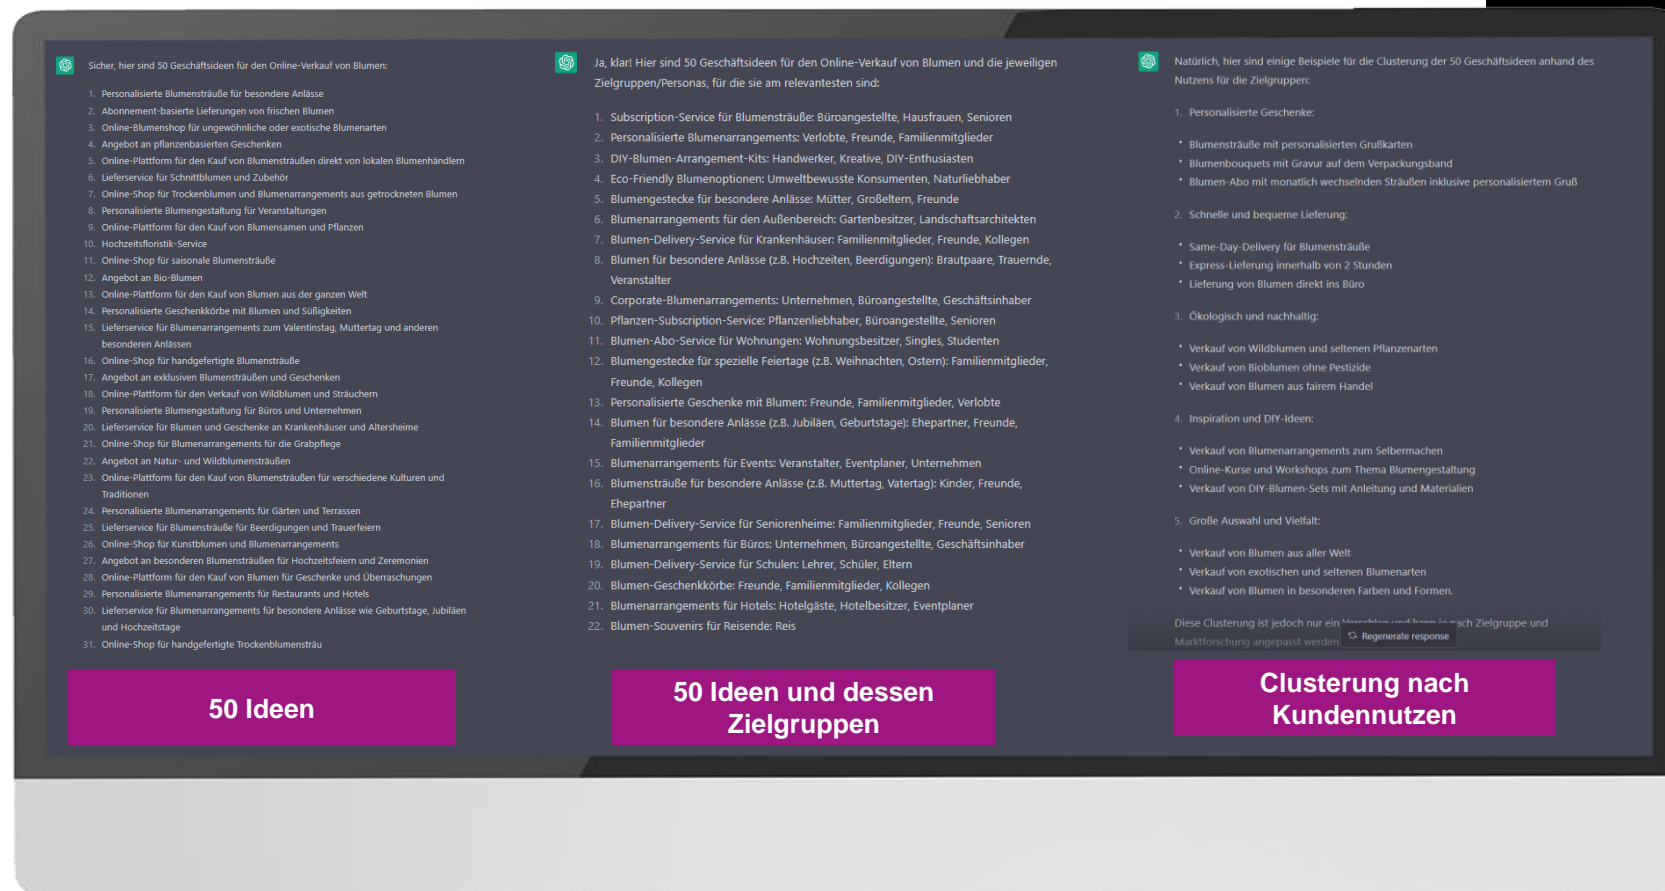 Sicher, hier sind 50 Geschäftsideen für den Online-Verkauf von Blumen:
1. Personalisierte Blumensträuße für besondere Anlässe
2. Abonnement-basierte Lieferungen von frischen Blumen
3. Online-Blumenshop für ungewöhnliche oder exotische Blumenarten
4. Angebot an pflanzenbasierten Geschenken
5. Online-Plattform für den Kauf von Blumensträußen direkt von lokalen Blumenhändlern
6. Lieferservice für Schnittblumen und Zubehör
7. Online-Shop für Trockenblumen und Blumenarrangements aus getrockneten Blumen
8. Personalisierte Blumengestaltung für Veranstaltungen
9. Online-Plattform für den Kauf von Blumensamen und Pflanzen
10. Hochzeitsfloristik-Service
11. Online-Shop für saisonale Blumensträuße
12. Angebot an Bio-Blumen
13. Online-Plattform für den Kauf von Blumen aus der ganzen Welt
14. Personalisierte Geschenkkörbe mit Blumen und Süßigkeiten
15. Lieferservice für Blumenarrangements zum Valentinstag, Muttertag und anderen
besonderen Anlässen
16. Online-Shop für handgefertigte Blumensträuße
17. Angebot an exklusiven Blumensträußen und Geschenken
18. Online-Plattform für den Verkauf von Wildblumen und Sträuchern
19. Personalisierte Blumengestaltung für Büros und Unternehmen
20. Lieferservice für Blumen und Geschenke an Krankenhäuser und Altersheime
21. Online-Shop für Blumenarrangements für die Grabpflege
22. Angebot an Natur- und Wildblumensträußen
23. Online-Plattform für den Kauf von Blumensträußen für verschiedene Kulturen und
Traditionen
24. Personalisierte Blumenarrangements für Gärten und Terrassen
25. Lieferservice für Blumensträuße für Beerdigungen und Trauerfeiern
26. Online-Shop für Kunstblumen und Blumenarrangements
27. Angebot an besonderen Blumensträußen für Hochzeitsfeiern und Zeremonien
28. Online-Plattform für den Kauf von Blumen für Geschenke und Überraschungen
29. Personalisierte Blumenarrangements für Restaurants und Hotels
30. Lieferservice für Blumenarrangements für besondere Anlässe wie Geburtstage, Jubiläen
und Hochzeitstage
31. Online-Shop für handgefertigte Trockenblumensträu
50 Ideen
Ja, klar! Hier sind 50 Geschäftsideen für den Online-Verkauf von Blumen und die jeweiligen
Zielgruppen/Personas, für die sie am relevantesten sind:
1. Subscription-Service für Blumensträuße: Büroangestellte, Hausfrauen, Senioren
2. Personalisierte Blumenarrangements: Verlobte, Freunde, Familienmitglieder
3. DIY-Blumen-Arrangement-Kits: Handwerker, Kreative, DIY-Enthusiasten
4. Eco-Friendly Blumenoptionen: Umweltbewusste Konsumenten, Naturliebhaber
5. Blumengestecke für besondere Anlässe: Mütter, Großeltern, Freunde
6. Blumenarrangements für den Außenbereich: Gartenbesitzer, Landschaftsarchitekten
7. Blumen-Delivery-Service für Krankenhäuser: Familienmitglieder, Freunde, Kollegen
8. Blumen für besondere Anlässe (z.B. Hochzeiten, Beerdigungen): Brautpaare, Trauernde,
Veranstalter
9. Corporate-Blumenarrangements: Unternehmen, Büroangestellte, Geschäftsinhaber
10. Pflanzen-Subscription-Service: Pflanzenliebhaber, Büroangestellte, Senioren
11. Blumen-Abo-Service für Wohnungen: Wohnungsbesitzer, Singles, Studenten
12. Blumengestecke für spezielle Feiertage (z.B. Weihnachten, Ostern): Familienmitglieder,
Freunde, Kollegen
13. Personalisierte Geschenke mit Blumen: Freunde, Familienmitglieder, Verlobte
14. Blumen für besondere Anlässe (z.B. Jubiläen, Geburtstage): Ehepartner, Freunde,
Familienmitglieder
15. Blumenarrangements für Events: Veranstalter, Eventplaner, Unternehmen
16. Blumensträuße für besondere Anlässe (z.B. Muttertag, Vatertag): Kinder, Freunde,
Ehepartner
17. Blumen-Delivery-Service für Seniorenheime: Familienmitglieder, Freunde, Senioren
18. Blumenarrangements für Büros: Unternehmen, Büroangestellte, Geschäftsinhaber
19. Blumen-Delivery-Service für Schulen: Lehrer, Schüler, Eltern
20. Blumen-Geschenkkörbe: Freunde, Familienmitglieder, Kollegen
21. Blumenarrangements für Hotels: Hotelgäste, Hotelbesitzer, Eventplaner
22. Blumen-Souvenirs für Reisende: Reis
50 Ideen und dessen
Zielgruppen
Natürlich, hier sind einige Beispiele für die Clusterung der 50 Geschäftsideen anhand des
Nutzens für die Zielgruppen:
1. Personalisierte Geschenke:
• Blumensträuße mit personalisierten Grußkarten
• Blumenbouquets mit Gravur auf dem Verpackungsband
• Blumen-Abo mit monatlich wechselnden Sträußen inklusive personalisiertem Gruß
2. Schnelle und bequeme Lieferung:
• Same-Day-Delivery für Blumensträuße
• Express-Lieferung innerhalb von 2 Stunden
• Lieferung von Blumen direkt ins Büro
3. Ökologisch und nachhaltig:
• Verkauf von Wildblumen und seltenen Pflanzenarten
• Verkauf von Bioblumen ohne Pestizide
• Verkauf von Blumen aus fairem Handel
4. Inspiration und DIY-Ideen:
• Verkauf von Blumenarrangements zum Selbermachen
• Online-Kurse und Workshops zum Thema Blumengestaltung
• Verkauf von DIY-Blumen-Sets mit Anleitung und Materialien
5. Große Auswahl und Vielfalt:
• Verkauf von Blumen aus aller Welt
• Verkauf von exotischen und seltenen Blumenarten
• Verkauf von Blumen in besonderen Farben und Formen.
Diese Clusterung ist jedoch nur ein Vorschlag und kann je nach Zielgruppe und
Marktforschung angepasst werden.
Regenerate response
Clusterung nach
Kundennutzen